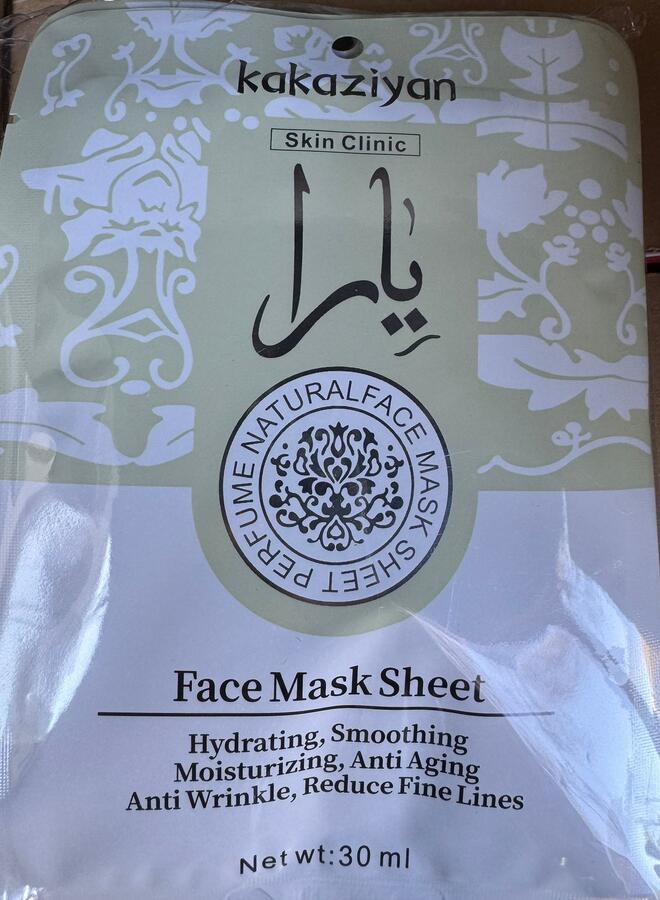 kakaziyan
Skin Clinic
يارا
NATURALFACE MASK SHEET PERFUME
Face Mask Sheet
Hydrating, Smoothing
Moisturizing, Anti Aging
Anti Wrinkle, Reduce Fine Lines
Net wt:30 ml